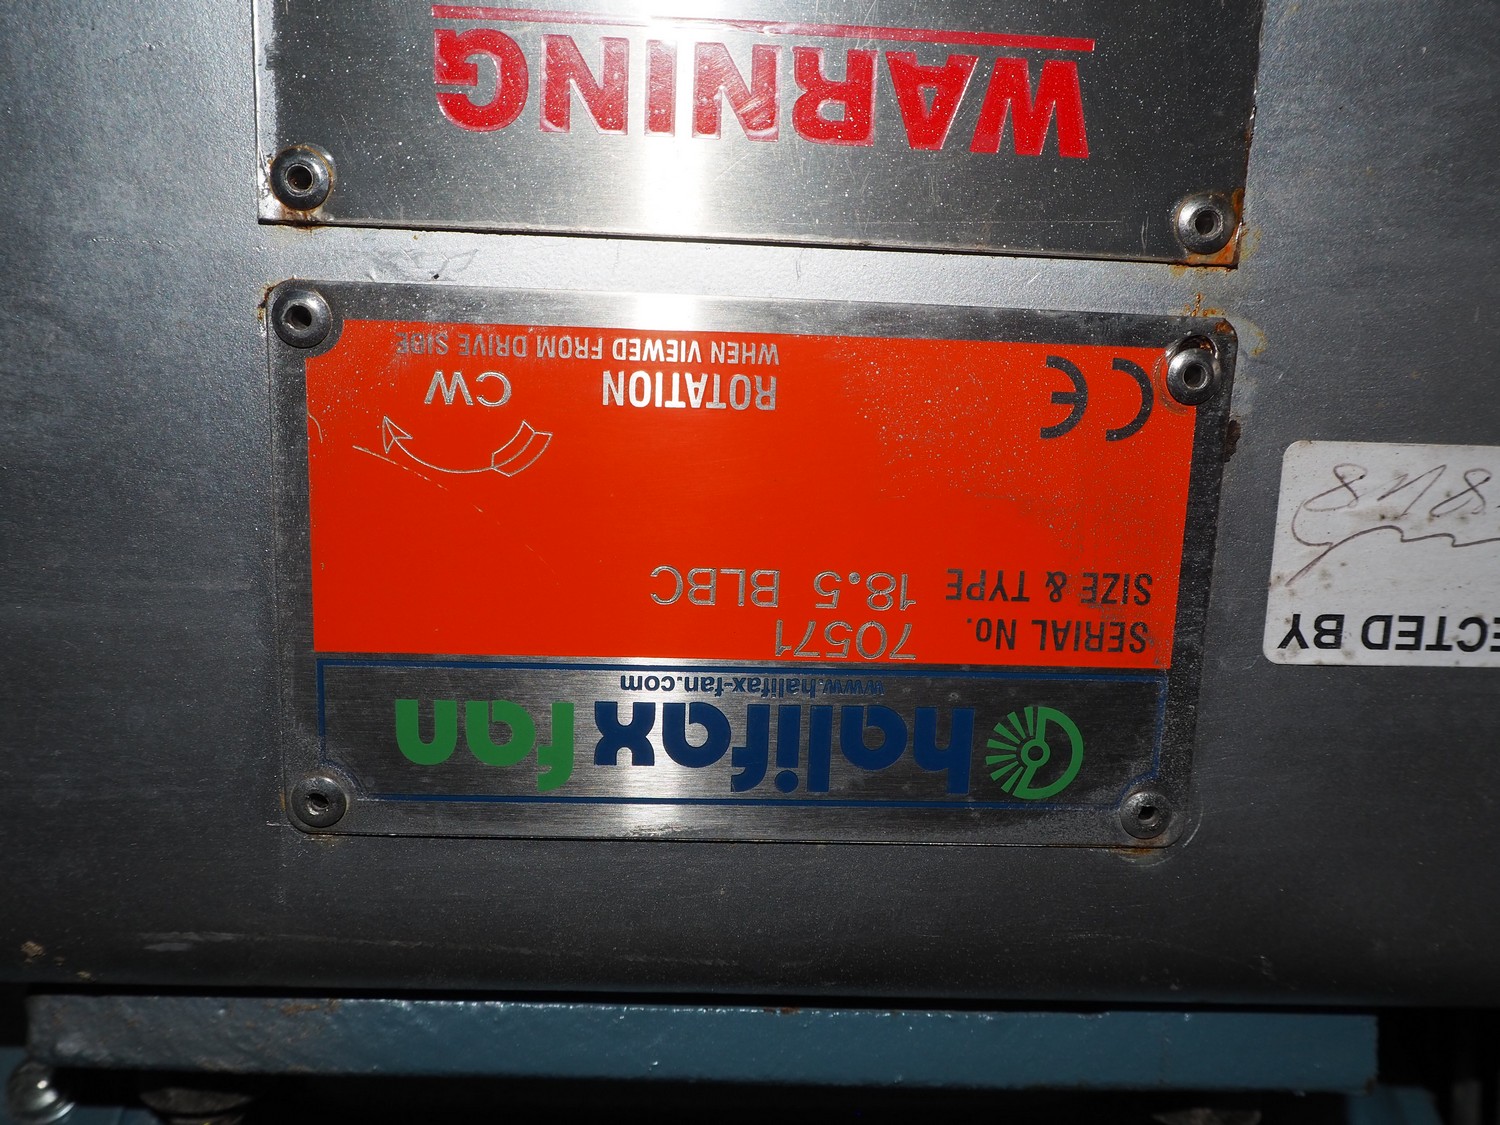 halifax fan
www.halifax-fan.com
SERIAL No. 70571
SIZE & TYPE 18.5 BLBC
CE
ROTATION CW
WHEN VIEWED FROM DRIVE SIDE
WARNING
ECTED BY